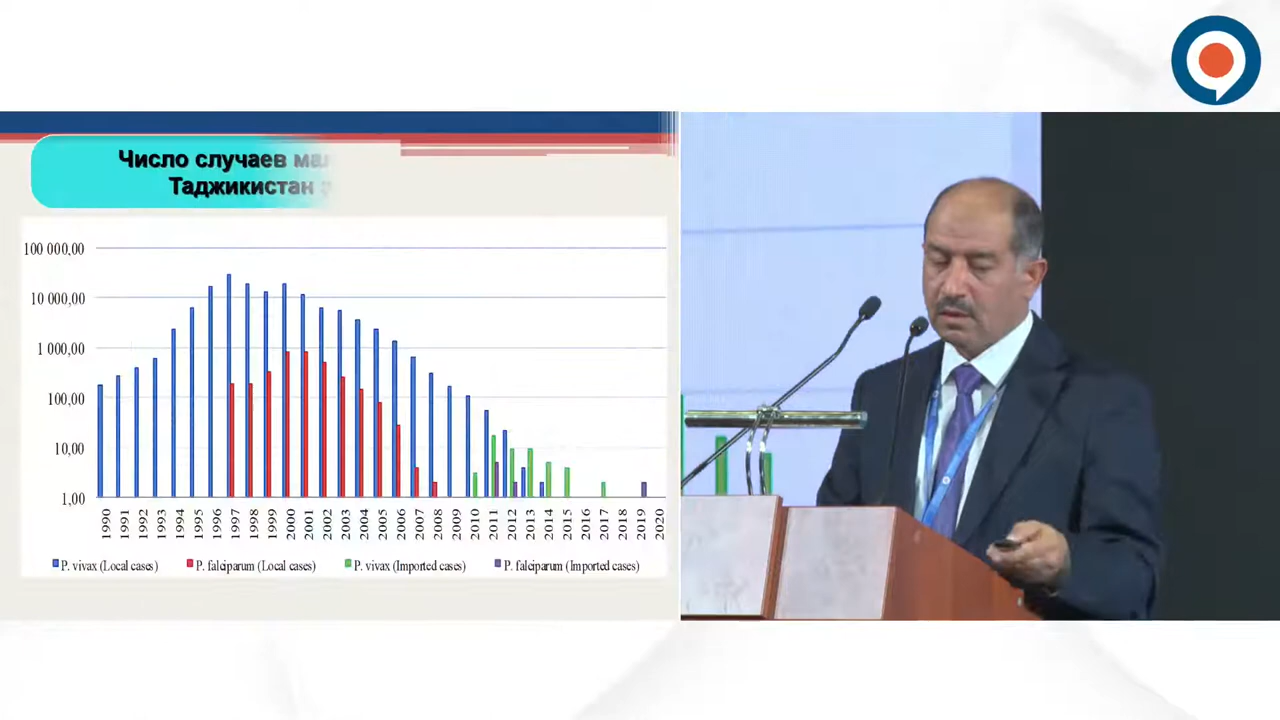 Число случаев
Таджикистан
100 000,00
10 000,00
1 000,00
100,00
10,00
1,00
1990 1991 1992 1993 1994 1995 1996 1997 1998 1999 2000 2001 2002 2003 2004 2005 2006 2007 2008 2009 2010 2011 2012 2013 2014 2015 2016 2017 2018 2019 2020
P. vivax (Local cases) P. falciparum (Local cases) P. vivax (Imported cases) P. falciparum (Imported cases)